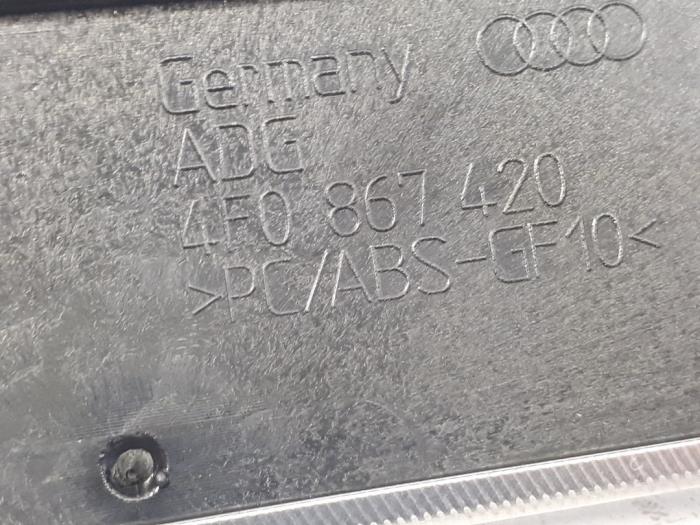 Germany
ADG
4F0 867 420
>PC/ABS-GF10<